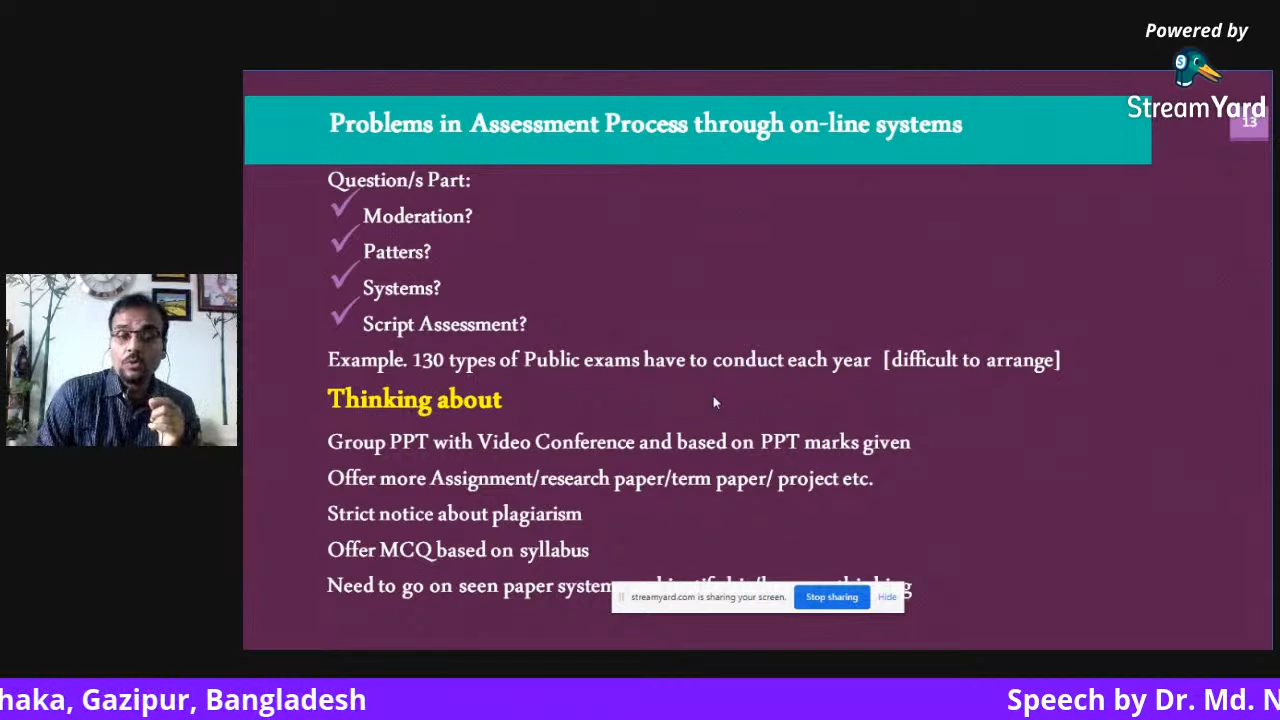 Powered by
StreamYard
13
Problems in Assessment Process through on-line systems
Question/s Part:
Moderation?
Patters?
Systems?
Script Assessment?
Example. 130 types of Public exams have to conduct each year [difficult to arrange]
Thinking about
Group PPT with Video Conference and based on PPT marks given
Offer more Assignment/research paper/term paper/ project etc.
Strict notice about plagiarism
Offer MCQ based on syllabus
Need to go on seen paper system
streamyard.com is sharing your screen. Stop sharing Hide
haka, Gazipur, Bangladesh Speech by Dr. Md. N